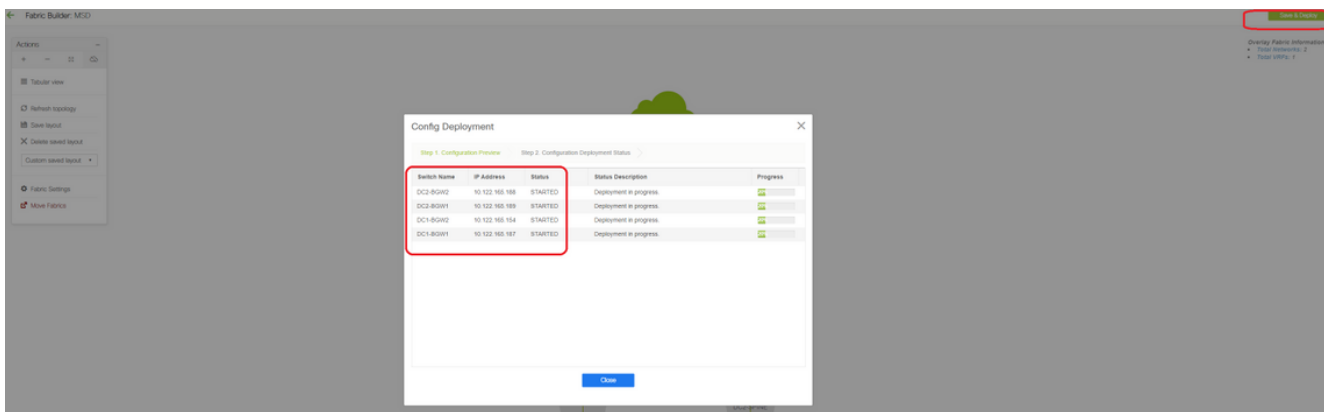 Fabric Builder: MSD
Save & Deploy
Actions
Tabular view
Refresh topology
Save layout
Delete saved layout
Custom saved layout
Fabric Settings
Move Fabrics
Overlay Fabric Information
Total Networks: 2
Total VRFs: 1
Config Deployment
Step 1. Configuration Preview Step 2. Configuration Deployment Status
Switch Name IP Address Status Status Description Progress
DC2-BGW2 10.122.165.188 STARTED Deployment in progress.
DC2-BGW1 10.122.165.189 STARTED Deployment in progress.
DC1-BGW2 10.122.165.154 STARTED Deployment in progress.
DC1-BGW1 10.122.165.187 STARTED Deployment in progress.
Close